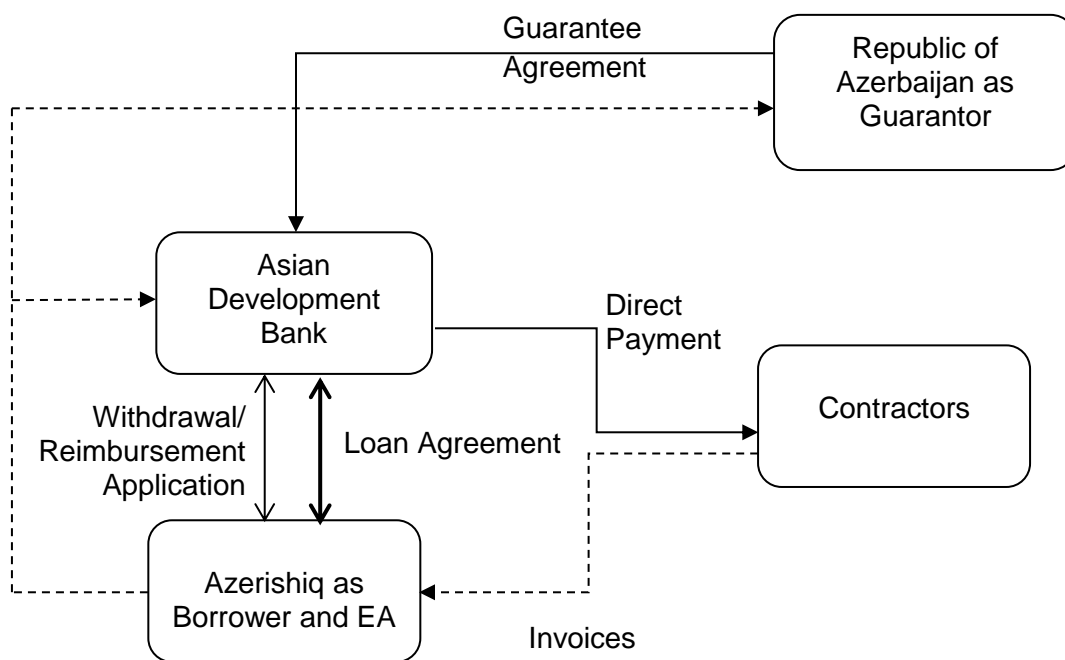 Guarantee
Agreement
Republic of
Azerbaijan as
Guarantor
Asian
Development
Bank
Direct
Payment
Contractors
Withdrawal/
Reimbursement
Application
Loan Agreement
Azerishiq as
Borrower and EA
Invoices